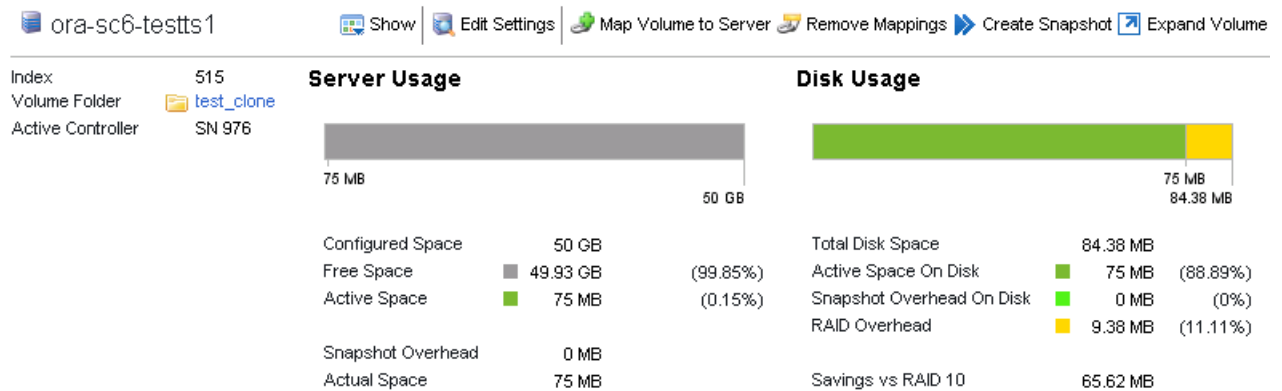 ora-sc6-testts1
Show Edit Settings Map Volume to Server Remove Mappings Create Snapshot Expand Volume
Index 515
Volume Folder test_clone
Active Controller SN 976
Server Usage
75 MB
50 GB
Configured Space 50 GB
Free Space 49.93 GB (99.85%)
Active Space 75 MB (0.15%)
Snapshot Overhead 0 MB
Actual Space 75 MB
Disk Usage
75 MB
84.38 MB
Total Disk Space 84.38 MB
Active Space On Disk 75 MB (88.89%)
Snapshot Overhead On Disk 0 MB (0%)
RAID Overhead 9.38 MB (11.11%)
Savings vs RAID 10 65.62 MB